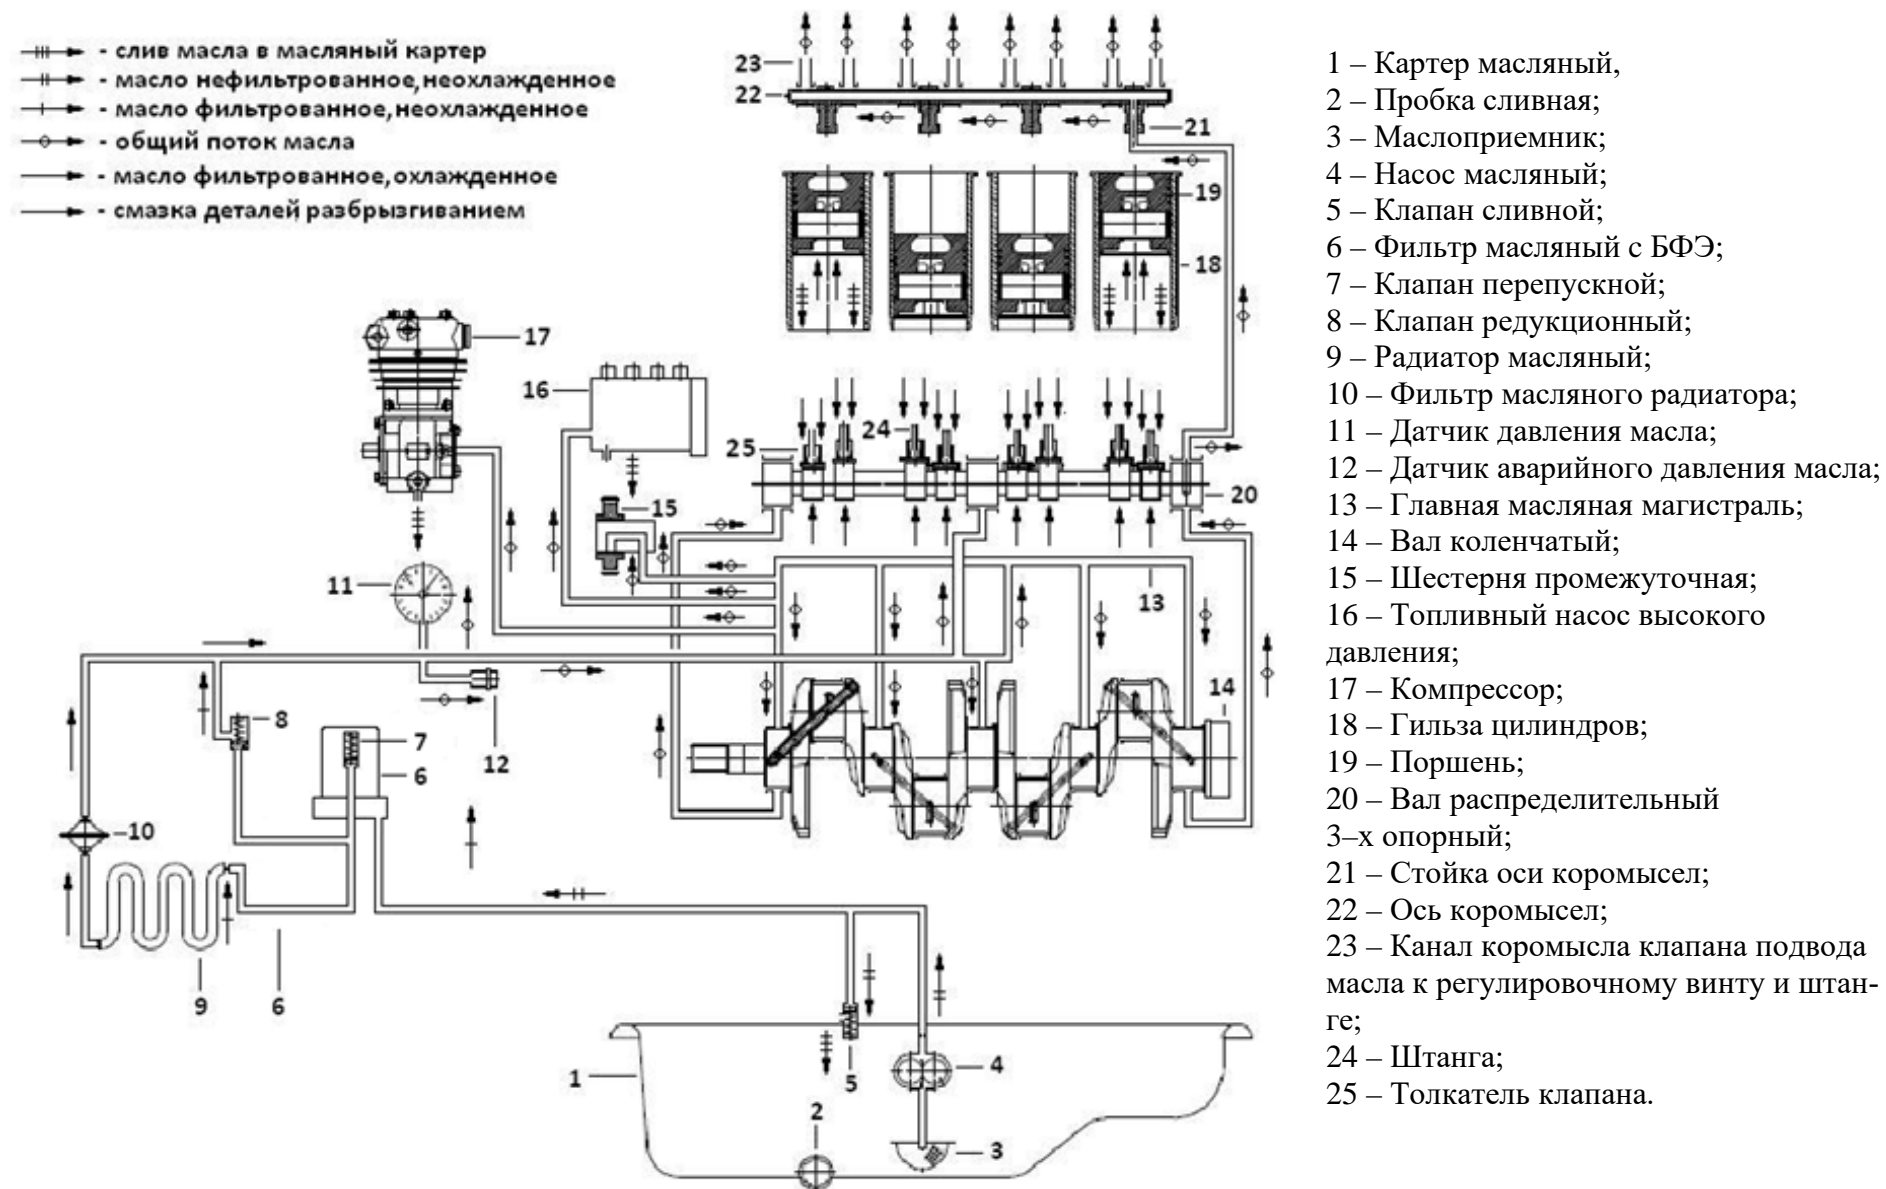 - слив масла в масляный картер
- масло нефильтрованное,неохлажденное
- масло фильтрованное,неохлажденное
- общий поток масла
- масло фильтрованное,охлажденное
- смазка деталей разбрызгиванием
23
22
21
19
18
17
16
24
25
15
20
11
13
14
8
7
12
6
10
9
6
1
5
4
2
3
1 – Картер масляный,
2 – Пробка сливная;
3 – Маслоприемник;
4 – Насос масляный;
5 – Клапан сливной;
6 – Фильтр масляный с БФЭ;
7 – Клапан перепускной;
8 – Клапан редукционный;
9 – Радиатор масляный;
10 – Фильтр масляного радиатора;
11 – Датчик давления масла;
12 – Датчик аварийного давления масла;
13 – Главная масляная магистраль;
14 – Вал коленчатый;
15 – Шестерня промежуточная;
16 – Топливный насос высокого
давления;
17 – Компрессор;
18 – Гильза цилиндров;
19 – Поршень;
20 – Вал распределительный
3–х опорный;
21 – Стойка оси коромысел;
22 – Ось коромысел;
23 – Канал коромысла клапана подвода
масла к регулировочному винту и штан-
ге;
24 – Штанга;
25 – Толкатель клапана.